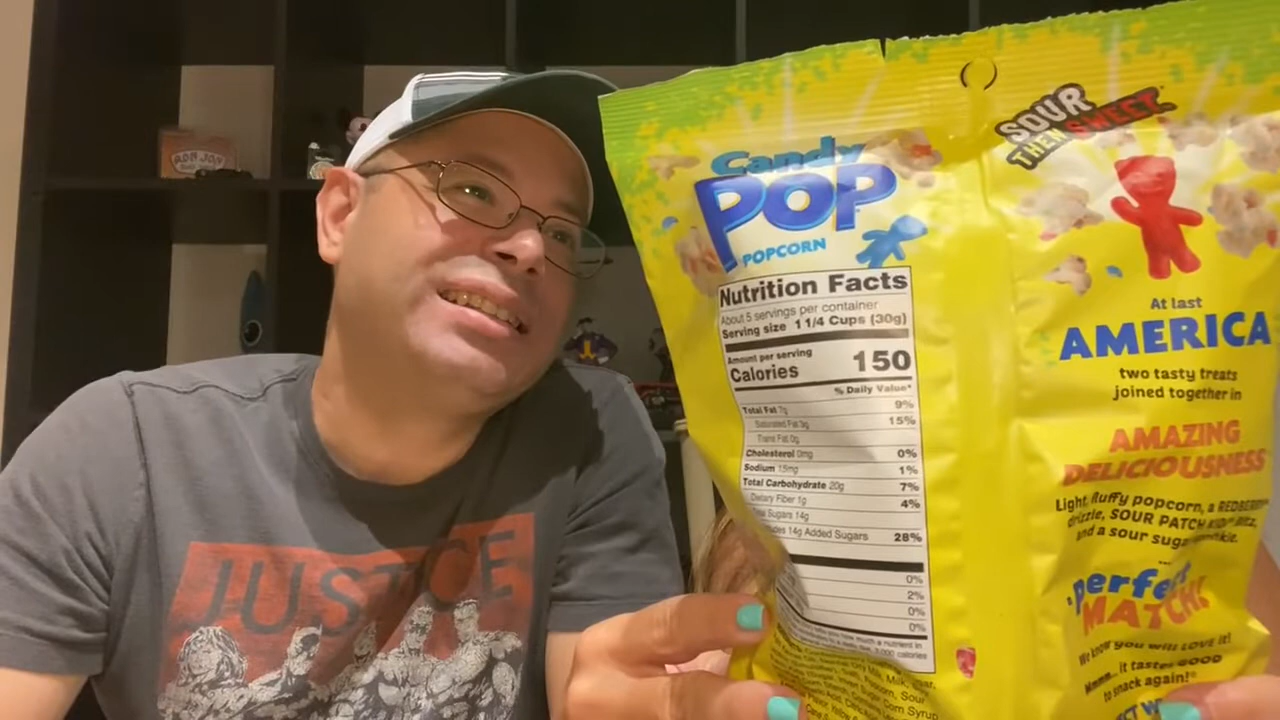 RON JON
JUSTICE
Candy
POP
POPCORN
Nutrition Facts
About 5 servings per container
Serving size 1 1/4 Cups (30g)
Amount per serving
Calories 150
% Daily Value*
Total Fat 7g 9%
Saturated Fat 3g 15%
Trans Fat 0g
Cholesterol 0mg 0%
Sodium 15mg 1%
Total Carbohydrate 20g 7%
Dietary Fiber 1g 4%
Sugars 14g
14g Added Sugars 28%
0%
2%
0%
0%
SOUR
THEN SWEET
At last
AMERICA
two tasty treats
joined together in
AMAZING
DELICIOUSNESS
Light, fluffy popcorn, a REDBERRY
drizzle, SOUR PATCH KIDS
and a sour sugar
perfect
MATCH!
We know you will LOVE it!
Mmmm.. it tastes GOOD
to snack again!